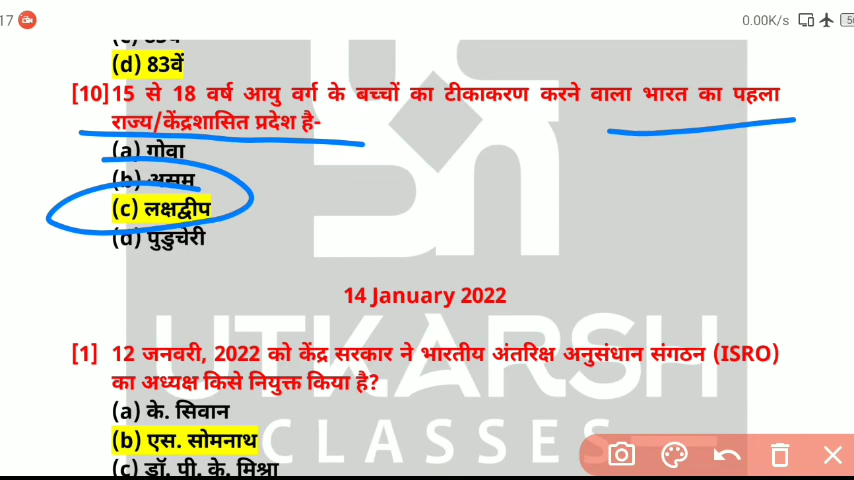 17
0.00K/s
(d) 83वें
[10] 15 से 18 वर्ष आयु वर्ग के बच्चों का टीकाकरण करने वाला भारत का पहला
राज्य/केंद्रशासित प्रदेश है-
(a) गोवा
(b) असम
(c) लक्षद्वीप
(d) पुडुचेरी
14 January 2022
[1] 12 जनवरी, 2022 को केंद्र सरकार ने भारतीय अंतरिक्ष अनुसंधान संगठन (ISRO)
का अध्यक्ष किसे नियुक्त किया है?
(a) के. सिवान
(b) एस. सोमनाथ
(c) डॉ. पी. के. मिश्रा
UTKARSH
CLASSES